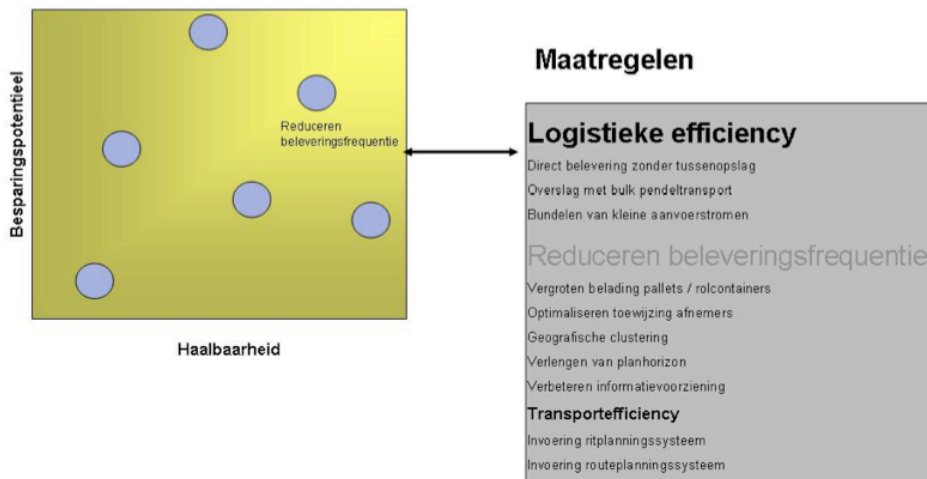 Besparingspotentieel
Reduceren
beleveringsfrequentie
Haalbaarheid
Maatregelen
Logistieke efficiency
Direct belevering zonder tussenopslag
Overslag met bulk pendeltransport
Bundelen van kleine aanvoerstromen
Reduceren beleveringsfrequentie
Vergroten belading pallets / rolcontainers
Optimaliseren toewijzing afnemers
Geografische clustering
Verlengen van planhorizon
Verbeteren informatievoorziening
Transportefficiency
Invoering ritplanningssysteem
Invoering routeplanningssysteem